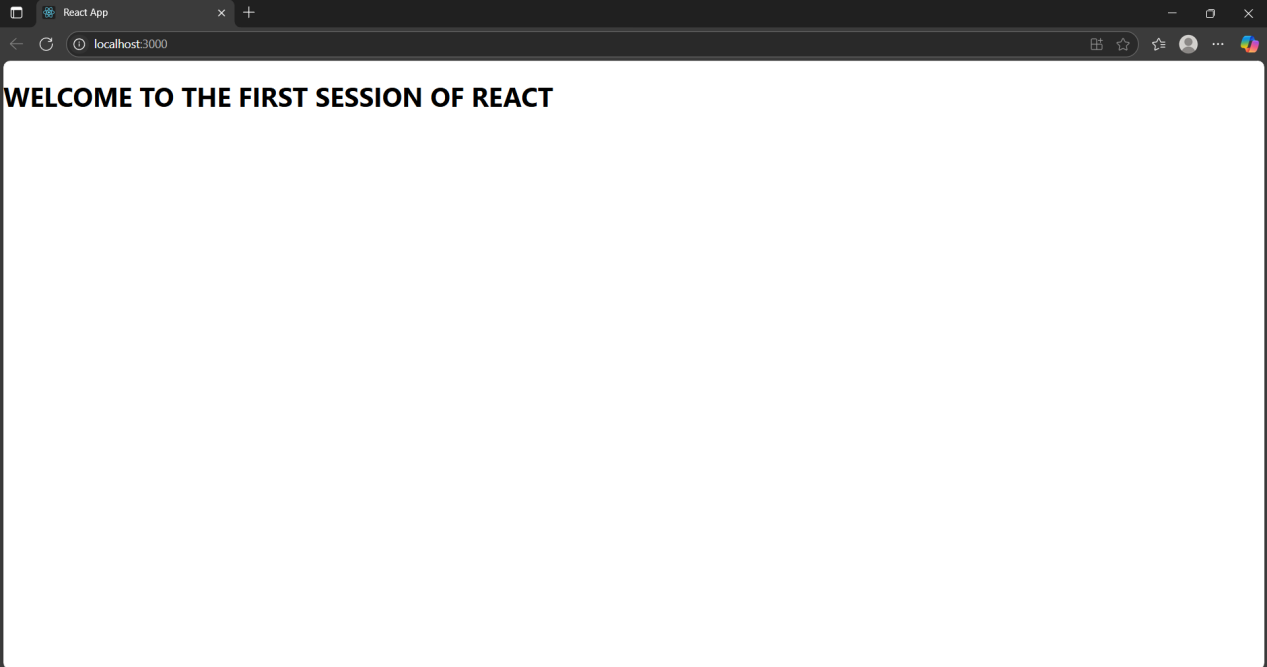 React App
localhost:3000
WELCOME TO THE FIRST SESSION OF REACT